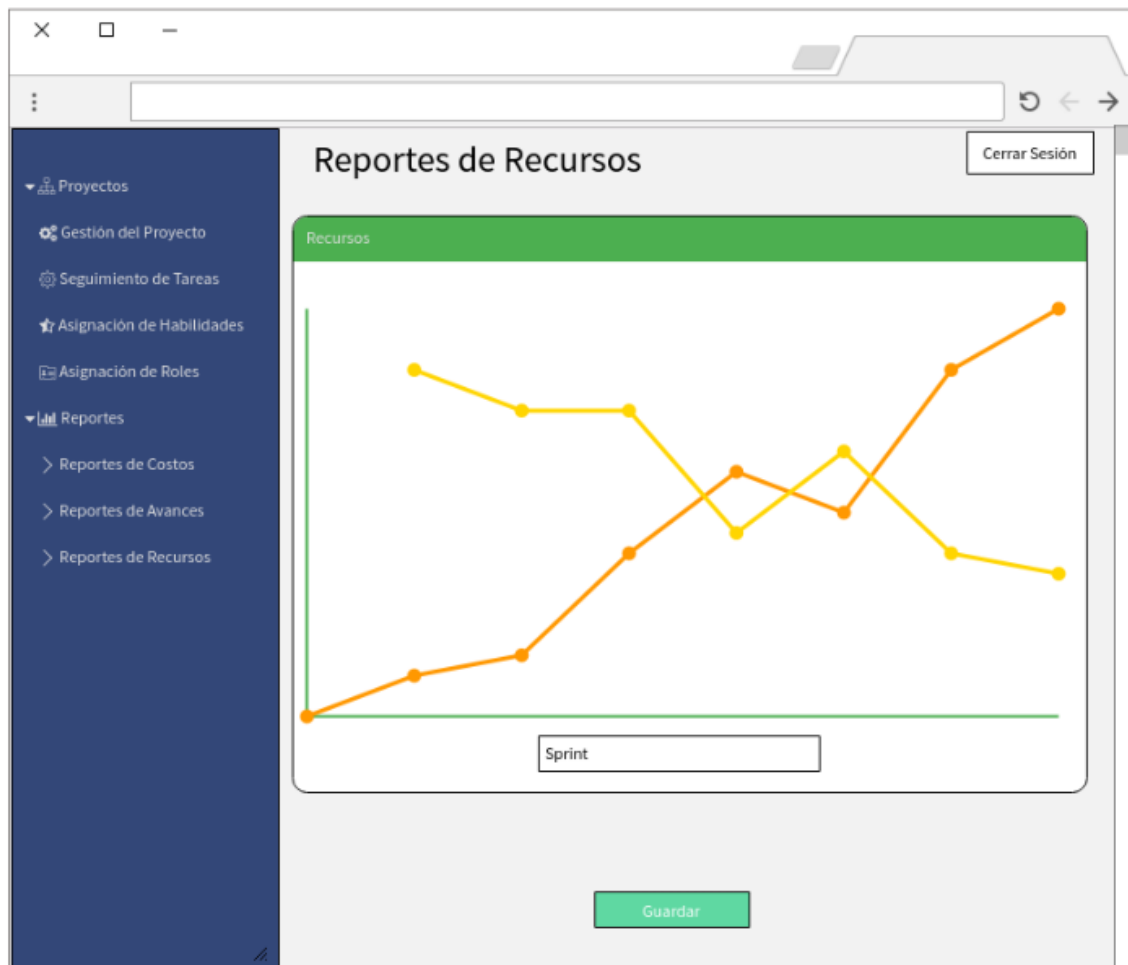 Reportes de Recursos
Cerrar Sesión
Proyectos
Gestión del Proyecto
Seguimiento de Tareas
Asignación de Habilidades
Asignación de Roles
Reportes
Reportes de Costos
Reportes de Avances
Reportes de Recursos
Recursos
Sprint
Guardar